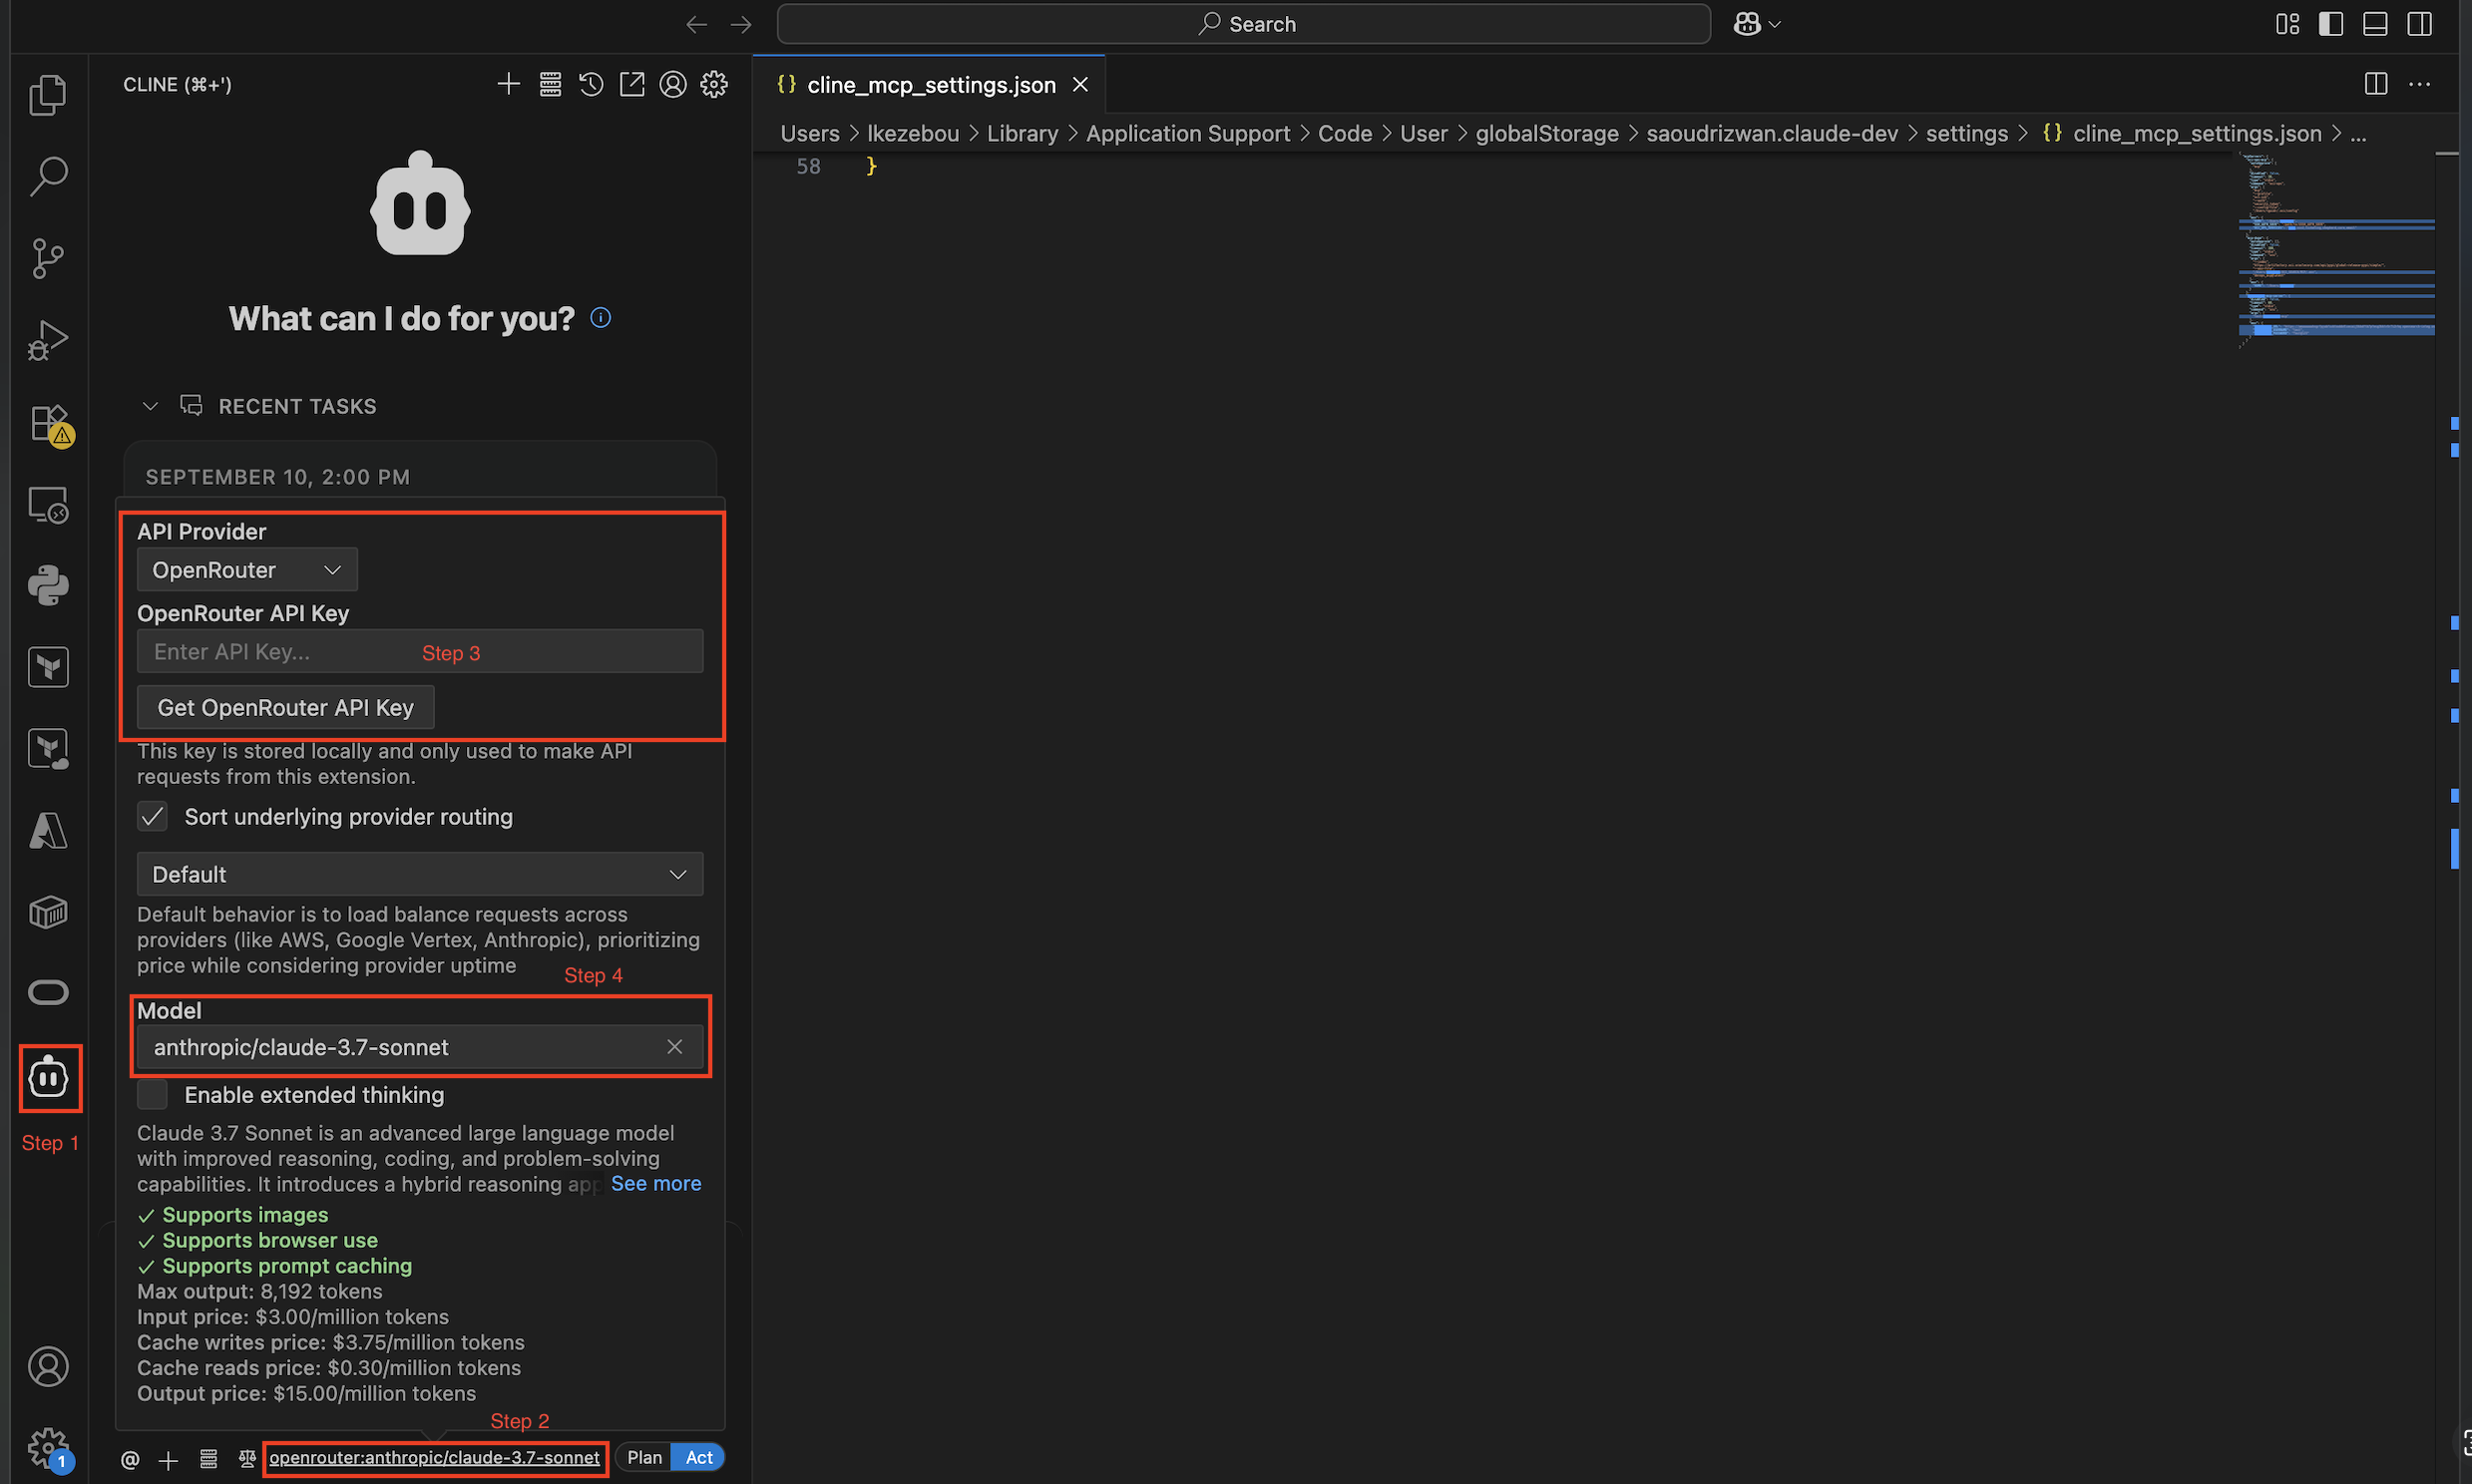 Search
CLINE (⌘+')
cline_mcp_settings.json
Users > lkezebou > Library > Application Support > Code > User > globalStorage > saoudrizwan.claude-dev > settings > {} cline_mcp_settings.json > ...
58 }
What can I do for you?
RECENT TASKS
SEPTEMBER 10, 2:00 PM
API Provider
OpenRouter
OpenRouter API Key
Enter API Key...
Step 3
Get OpenRouter API Key
This key is stored locally and only used to make API
requests from this extension.
Sort underlying provider routing
Default
Default behavior is to load balance requests across
providers (like AWS, Google Vertex, Anthropic), prioritizing
price while considering provider uptime
Step 4
Model
anthropic/claude-3.7-sonnet
Enable extended thinking
Step 1
Claude 3.7 Sonnet is an advanced large language model
with improved reasoning, coding, and problem-solving
capabilities. It introduces a hybrid reasoning app See more
✓ Supports images
✓ Supports browser use
✓ Supports prompt caching
Max output: 8,192 tokens
Input price: $3.00/million tokens
Cache writes price: $3.75/million tokens
Cache reads price: $0.30/million tokens
Output price: $15.00/million tokens
Step 2
1
@ openrouter:anthropic/claude-3.7-sonnet Plan Act